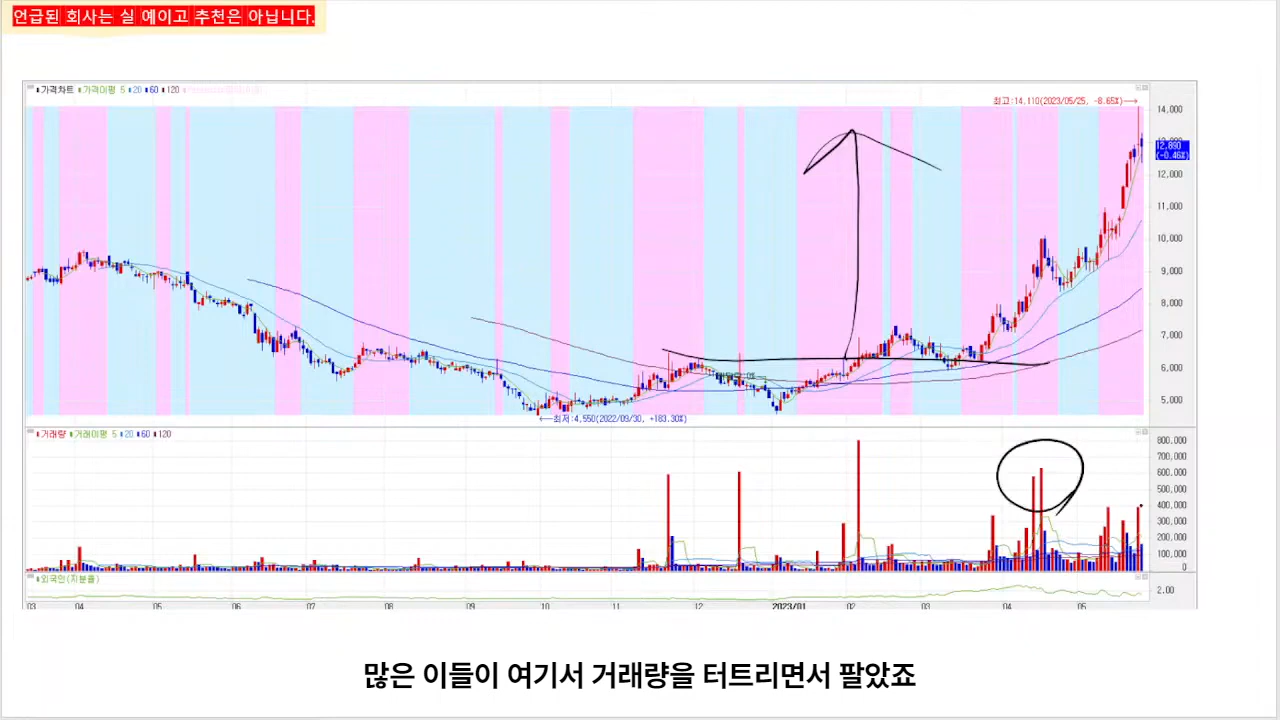 언급된 회사는 실 예이고 추천은 아닙니다.
가격차트 가격이평 5 20 60 120
최고:14,110(2023/05/25, -8.65%)→
14,000
12,890
(-0.46%)
12,000
11,000
10,000
9,000
8,000
7,000
6,000
5,000
←최저:4,550(2022/09/30, +183.30%)
거래량 거래이평 5 20 60 120
800,000
700,000
600,000
500,000
400,000
300,000
200,000
100,000
0
외국인(지분율)
2.00
03 04 05 06 07 08 09 10 11 12 2023/01 02 03 04 05
많은 이들이 여기서 거래량을 터트리면서 팔았죠